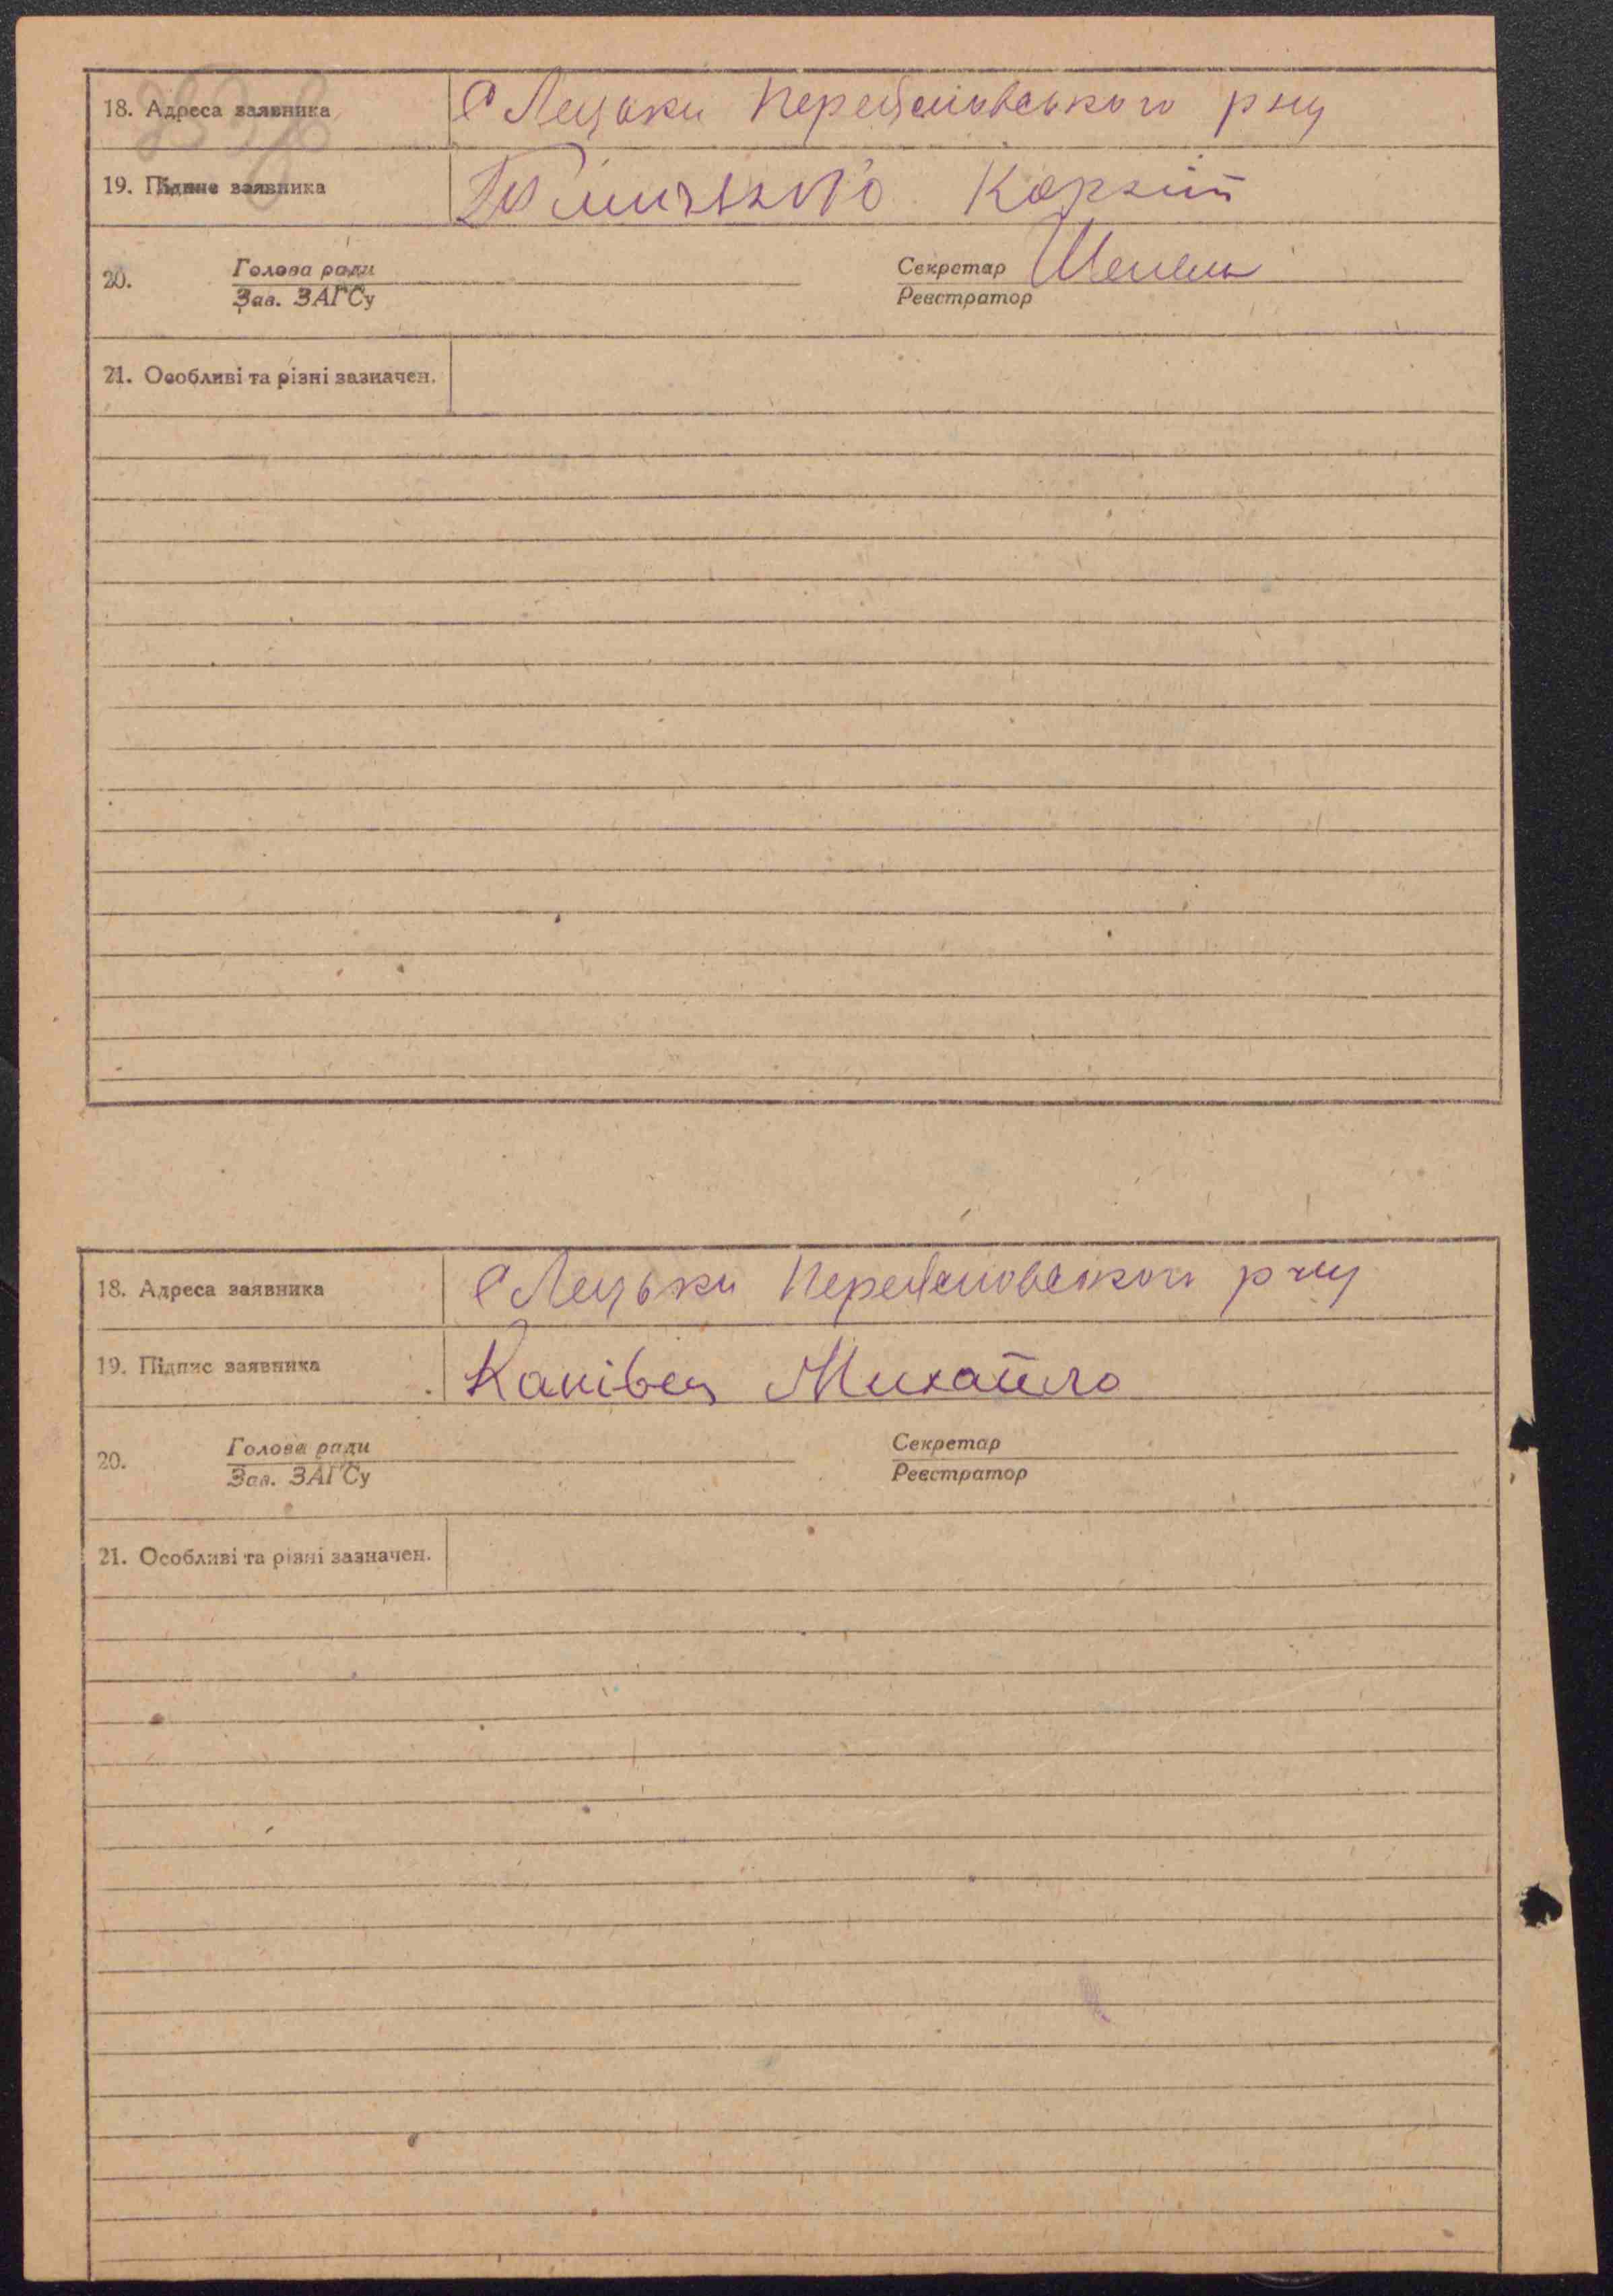 18. Адреса заявника С Лецьки Переяславського р-ну
19. Підпис заявника
20. Голова ради Секретар
Зав. ЗАГСу Реєстратор
21. Особливі та різні зазначен.
18. Адреса заявника С Лецьки Переяславського р-ну
19. Підпис заявника Канівец Михайло
20. Голова ради Секретар
Зав. ЗАГСу Реєстратор
21. Особливі та різні зазначен.